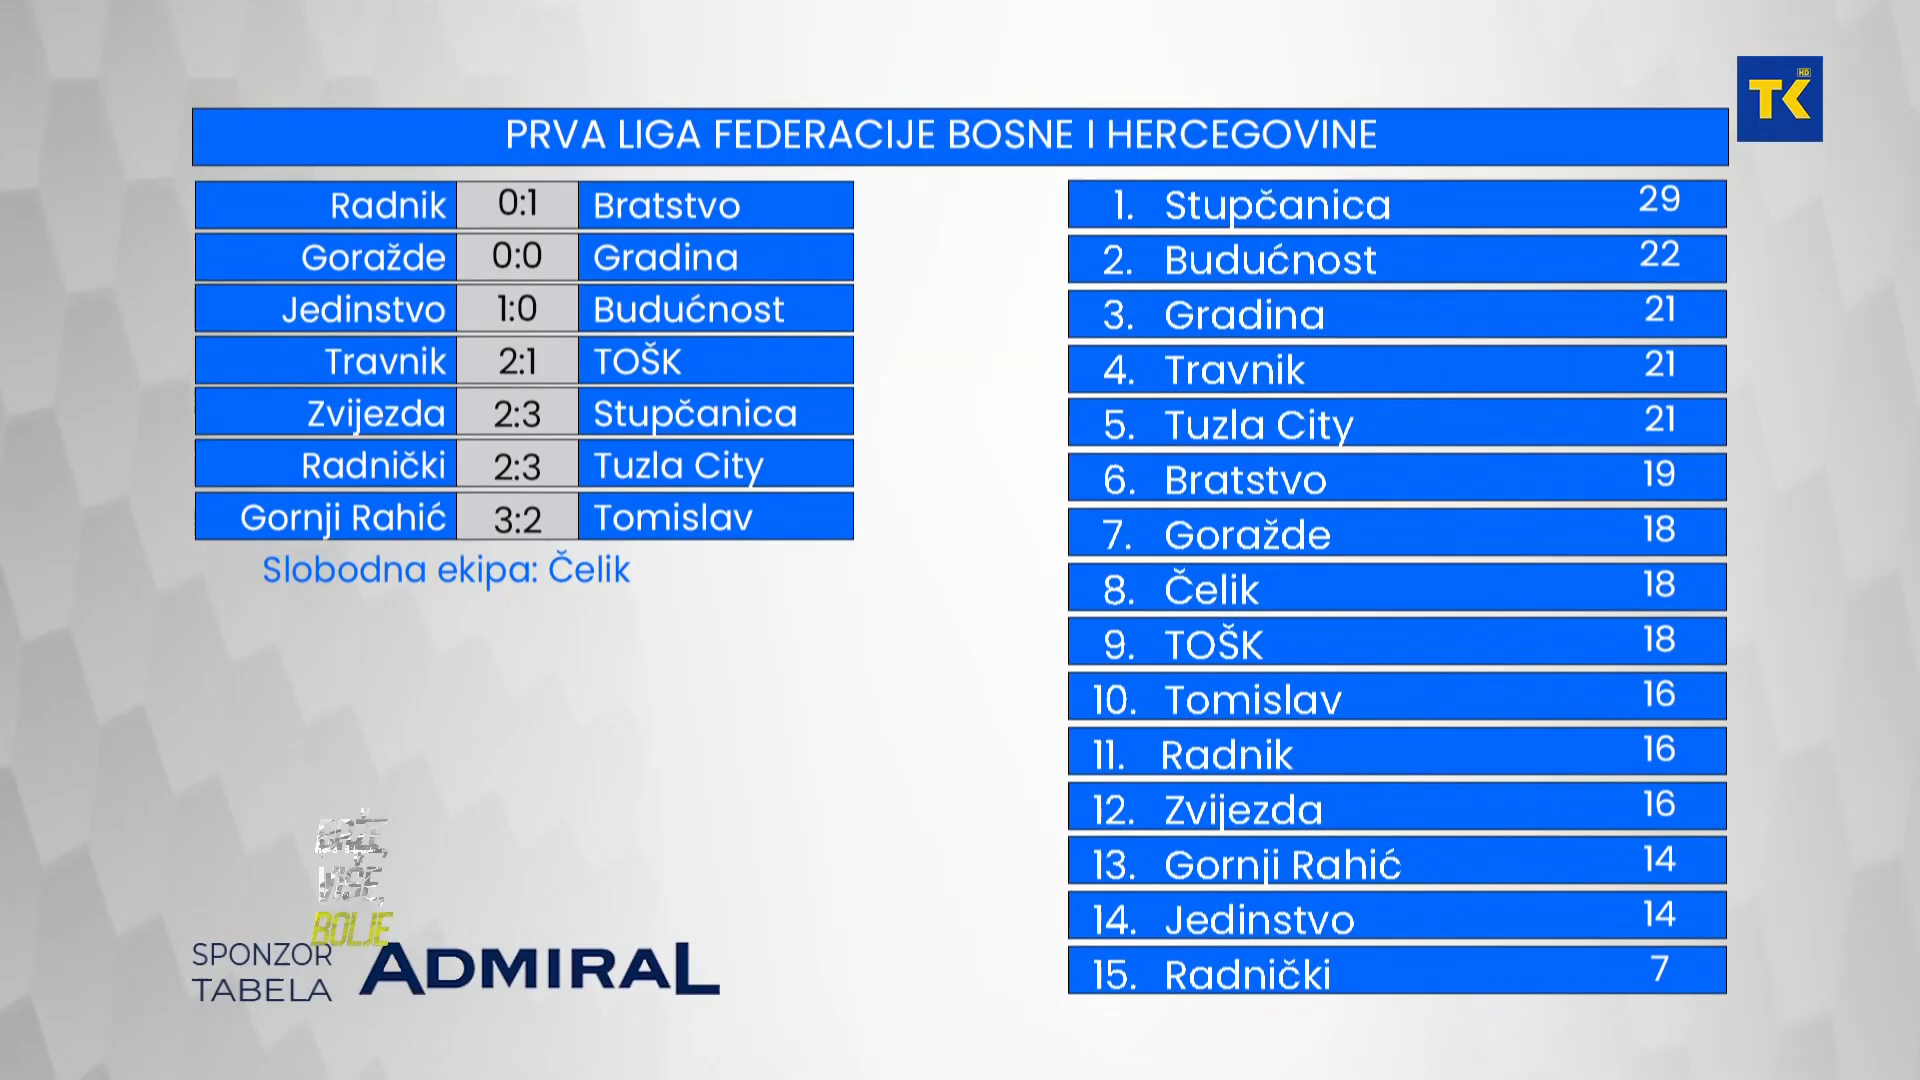 TK HD
PRVA LIGA FEDERACIJE BOSNE I HERCEGOVINE
Radnik 0:1 Bratstvo
Goražde 0:0 Gradina
Jedinstvo 1:0 Budućnost
Travnik 2:1 TOŠK
Zvijezda 2:3 Stupčanica
Radnički 2:3 Tuzla City
Gornji Rahić 3:2 Tomislav
Slobodna ekipa: Čelik
1. Stupčanica 29
2. Budućnost 22
3. Gradina 21
4. Travnik 21
5. Tuzla City 21
6. Bratstvo 19
7. Goražde 18
8. Čelik 18
9. TOŠK 18
10. Tomislav 16
11. Radnik 16
12. Zvijezda 16
13. Gornji Rahić 14
14. Jedinstvo 14
15. Radnički 7
BOLJE
SPONZOR
TABELA
ADMIRAL